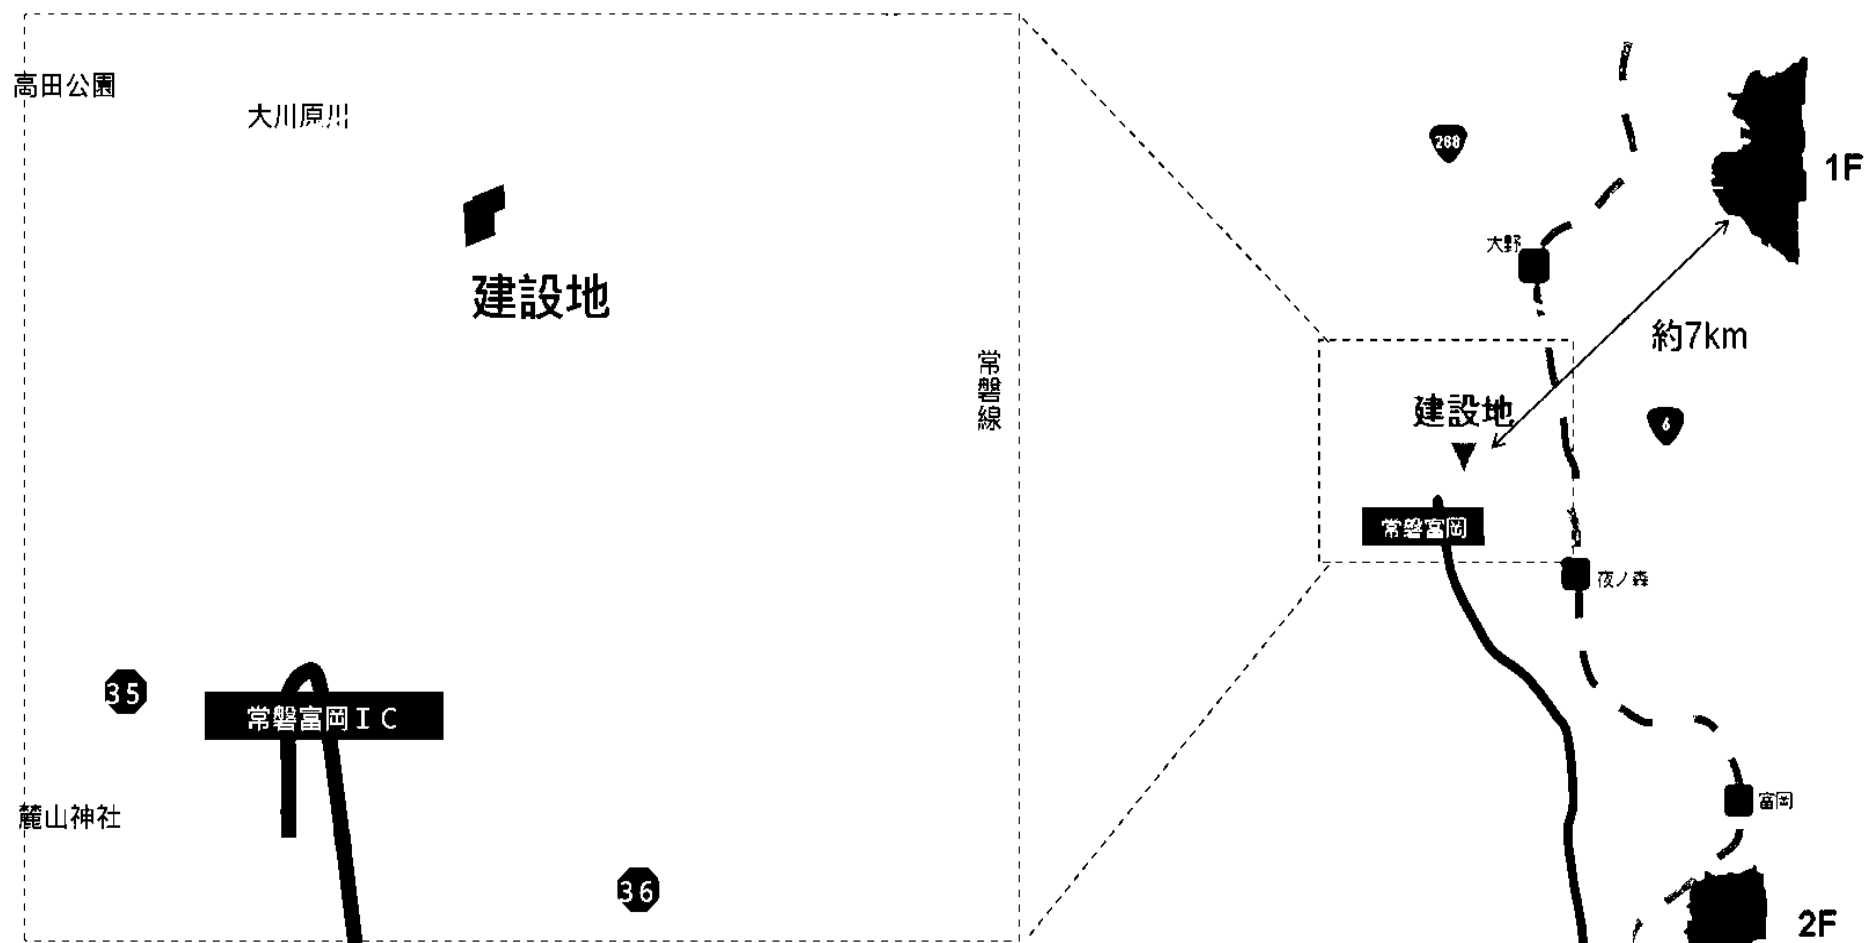 高田公園
大川原川
建設地
常磐線
35
常磐富岡IC
麓山神社
36
288
1F
大野
約7km
建設地
6
常磐富岡
夜ノ森
富岡
2F